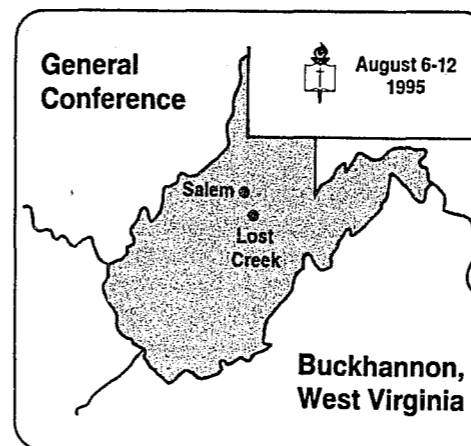 General
Conference
August 6-12
1995
Salem
Lost
Creek
Buckhannon,
West Virginia